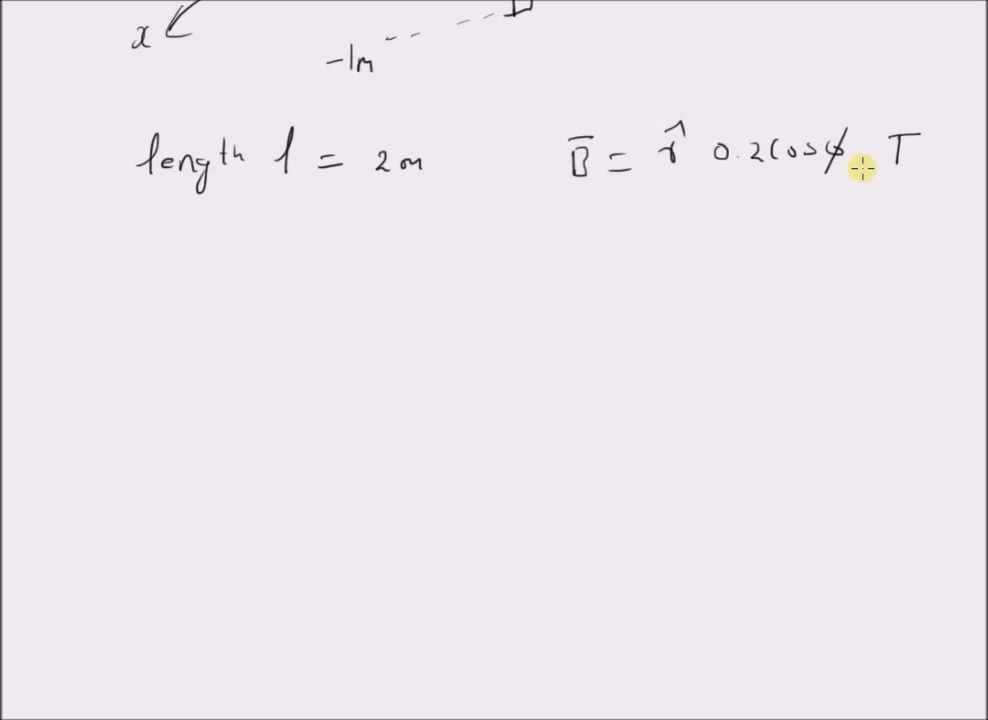 x
-1m
length l = 2m B̅ = r̂ 0.2cosϕ T